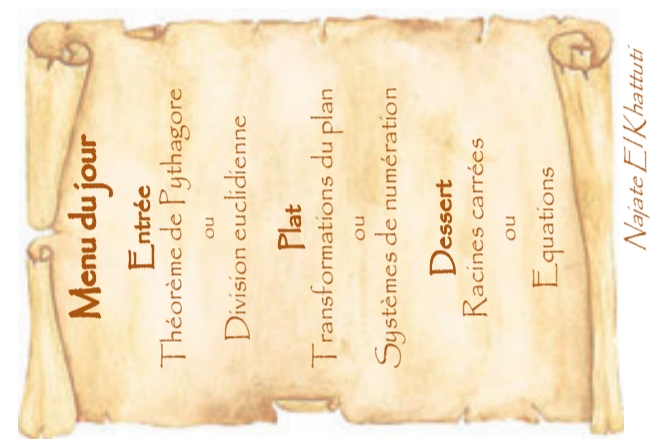 Menu du jour
Entrée
Théorème de Pythagore
ou
Division euclidienne
Plat
Transformations du plan
ou
Systèmes de numération
Dessert
Racines carrées
ou
Equations
Najate El Khattuti